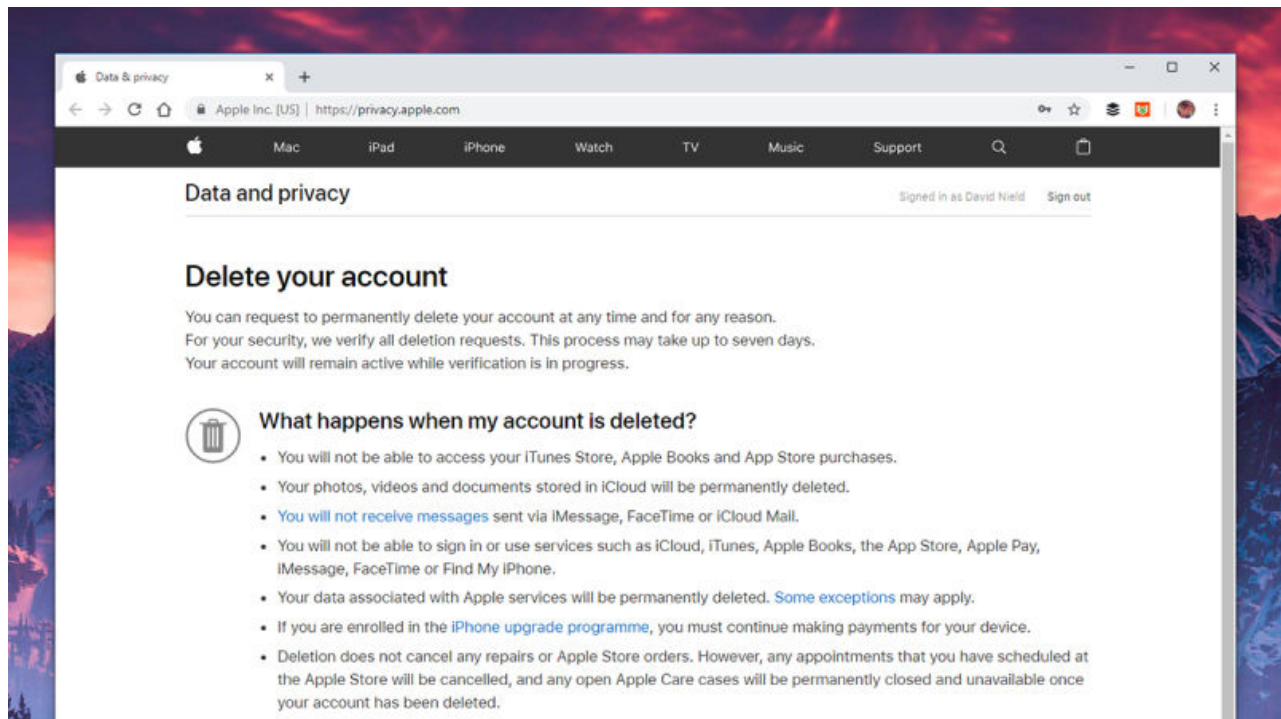 Data & privacy
Apple Inc. [US] | https://privacy.apple.com
Mac iPad iPhone Watch TV Music Support
Data and privacy
Signed in as David Nield Sign out
Delete your account
You can request to permanently delete your account at any time and for any reason.
For your security, we verify all deletion requests. This process may take up to seven days.
Your account will remain active while verification is in progress.
What happens when my account is deleted?
• You will not be able to access your iTunes Store, Apple Books and App Store purchases.
• Your photos, videos and documents stored in iCloud will be permanently deleted.
• You will not receive messages sent via iMessage, FaceTime or iCloud Mail.
• You will not be able to sign in or use services such as iCloud, iTunes, Apple Books, the App Store, Apple Pay,
iMessage, FaceTime or Find My iPhone.
• Your data associated with Apple services will be permanently deleted. Some exceptions may apply.
• If you are enrolled in the iPhone upgrade programme, you must continue making payments for your device.
• Deletion does not cancel any repairs or Apple Store orders. However, any appointments that you have scheduled at
the Apple Store will be cancelled, and any open Apple Care cases will be permanently closed and unavailable once
your account has been deleted.